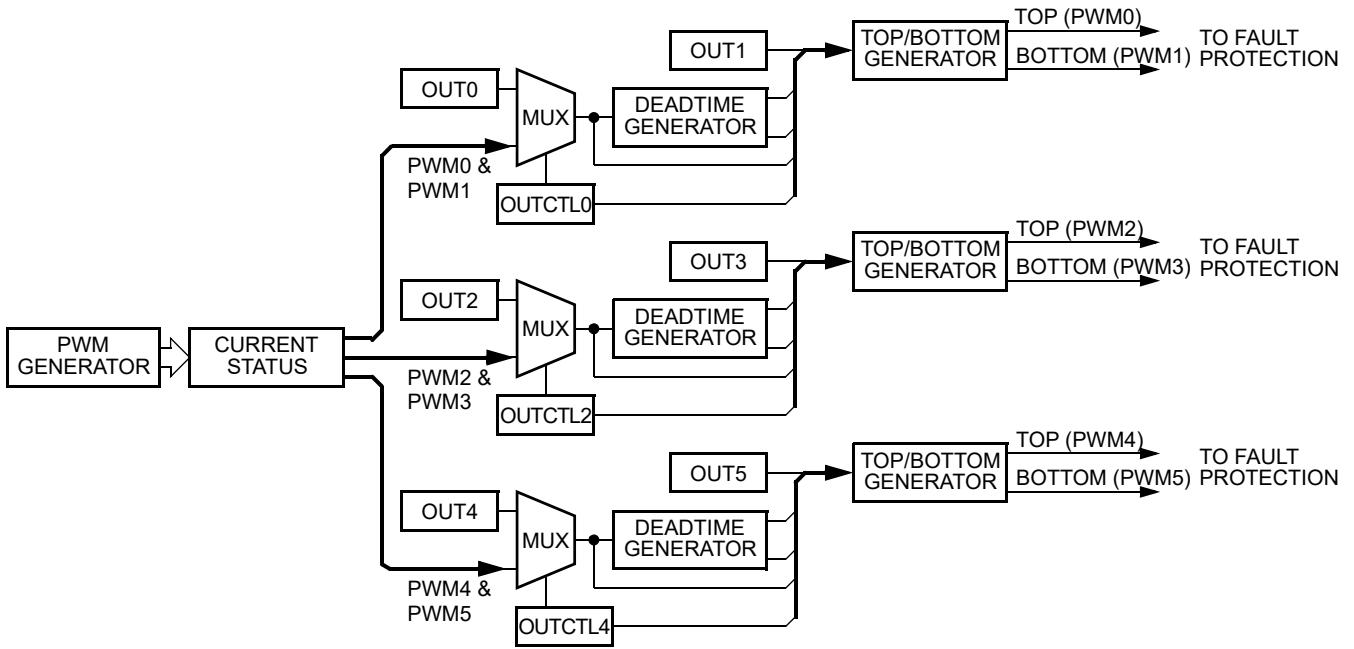 TOP (PWM0)
OUT1
TOP/BOTTOM
GENERATOR
BOTTOM (PWM1)
TO FAULT
PROTECTION
OUT0
MUX
DEADTIME
GENERATOR
PWM0 &
PWM1
OUTCTL0
TOP (PWM2)
OUT3
TOP/BOTTOM
GENERATOR
BOTTOM (PWM3)
TO FAULT
PROTECTION
OUT2
MUX
DEADTIME
GENERATOR
PWM
GENERATOR
CURRENT
STATUS
PWM2 &
PWM3
OUTCTL2
TOP (PWM4)
OUT5
TOP/BOTTOM
GENERATOR
BOTTOM (PWM5)
TO FAULT
PROTECTION
OUT4
MUX
DEADTIME
GENERATOR
PWM4 &
PWM5
OUTCTL4